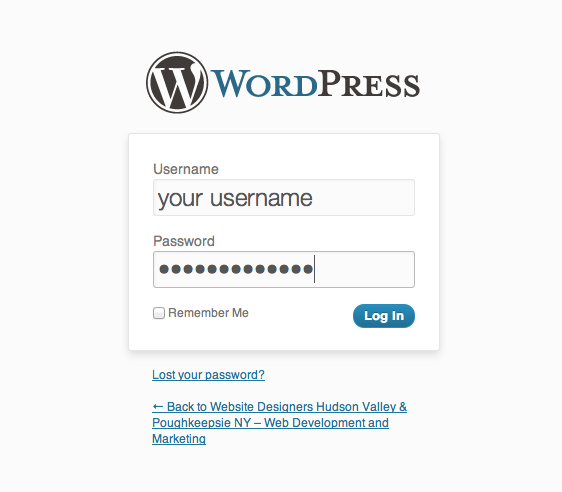 WORDPRESS
Username
your username
Password
•••••••••••••
Remember Me
Log In
Lost your password?
← Back to Website Designers Hudson Valley &
Poughkeepsie NY – Web Development and
Marketing